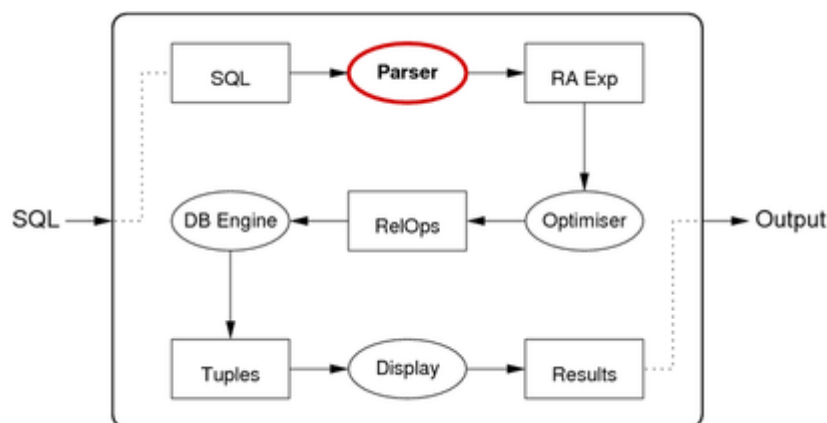 SQL
Parser
RA Exp
SQL
DB Engine
RelOps
Optimiser
Output
Tuples
Display
Results